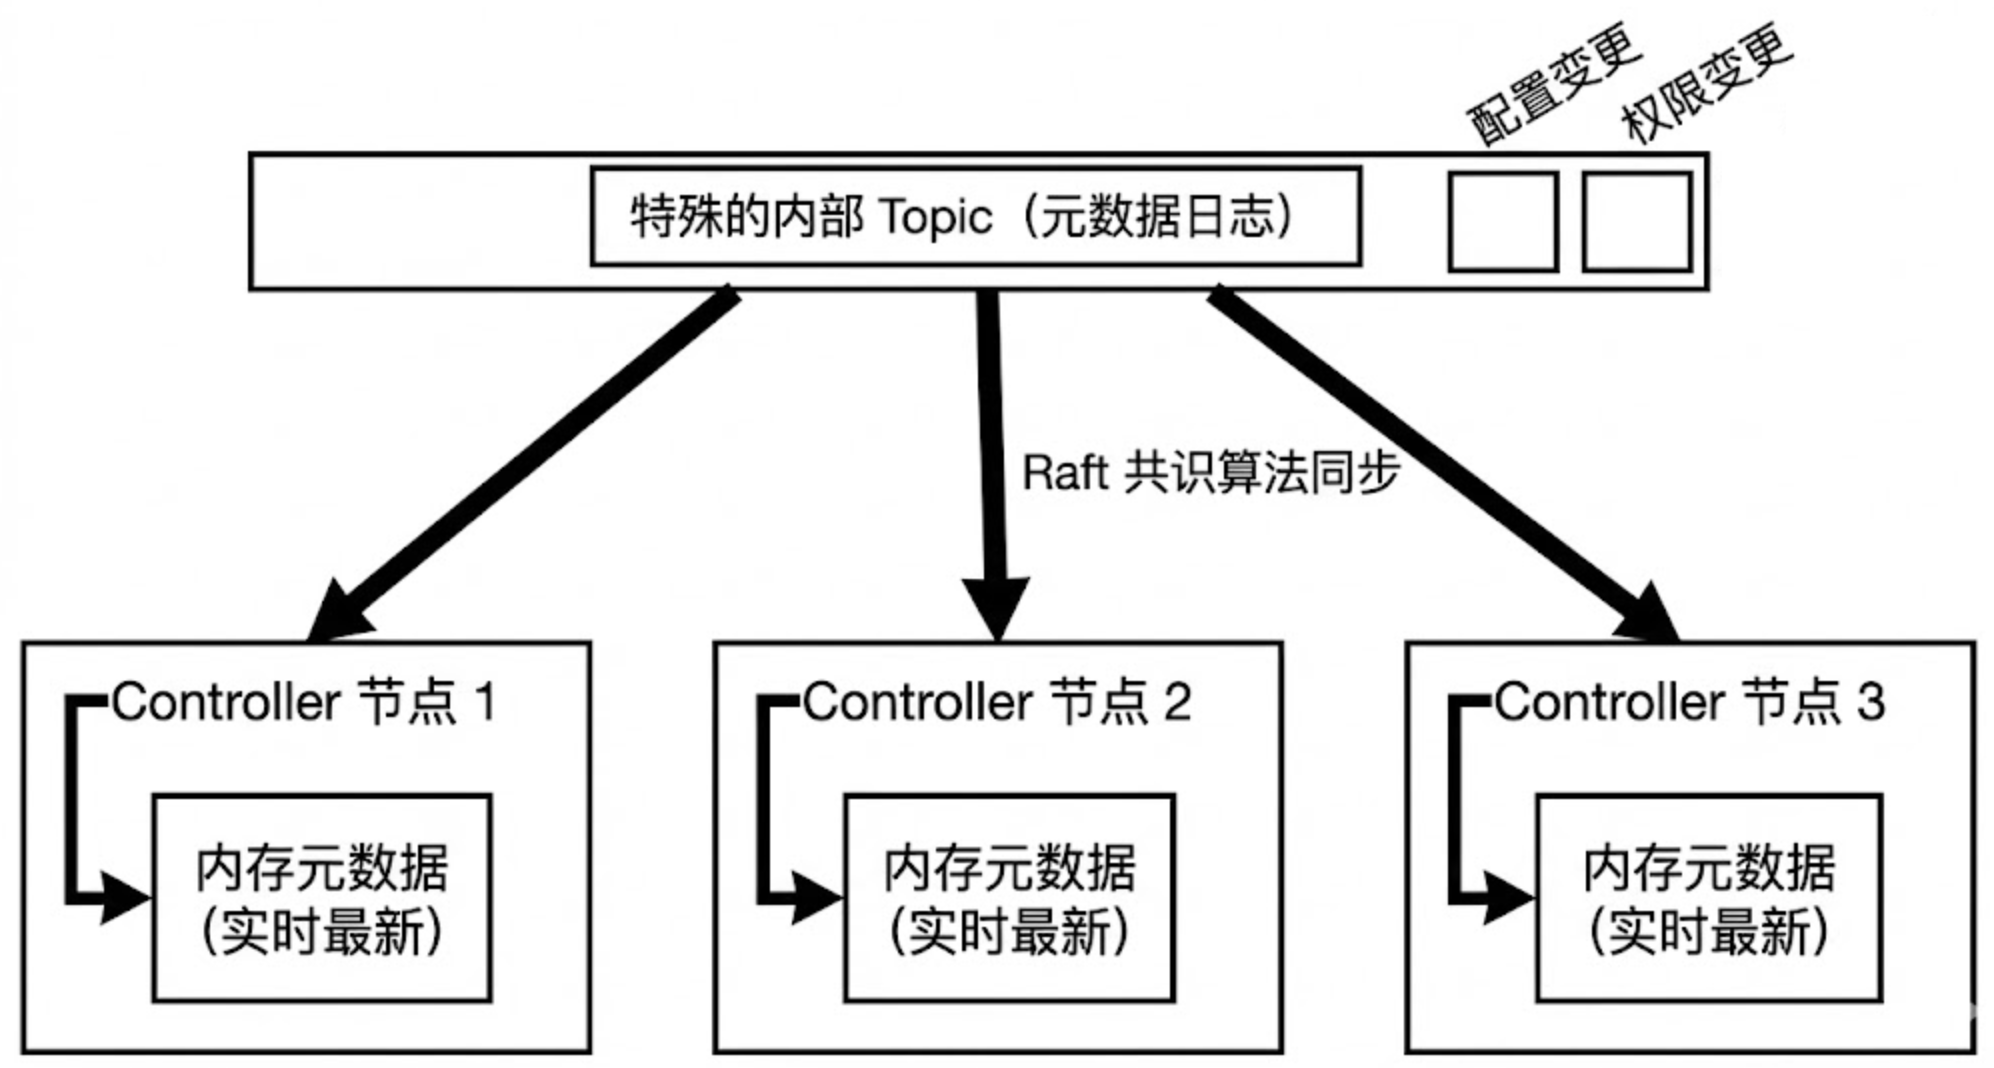 配置变更
权限变更
特殊的内部 Topic（元数据日志）
Raft 共识算法同步
Controller 节点 1
内存元数据
(实时最新)
Controller 节点 2
内存元数据
(实时最新)
Controller 节点 3
内存元数据
(实时最新)